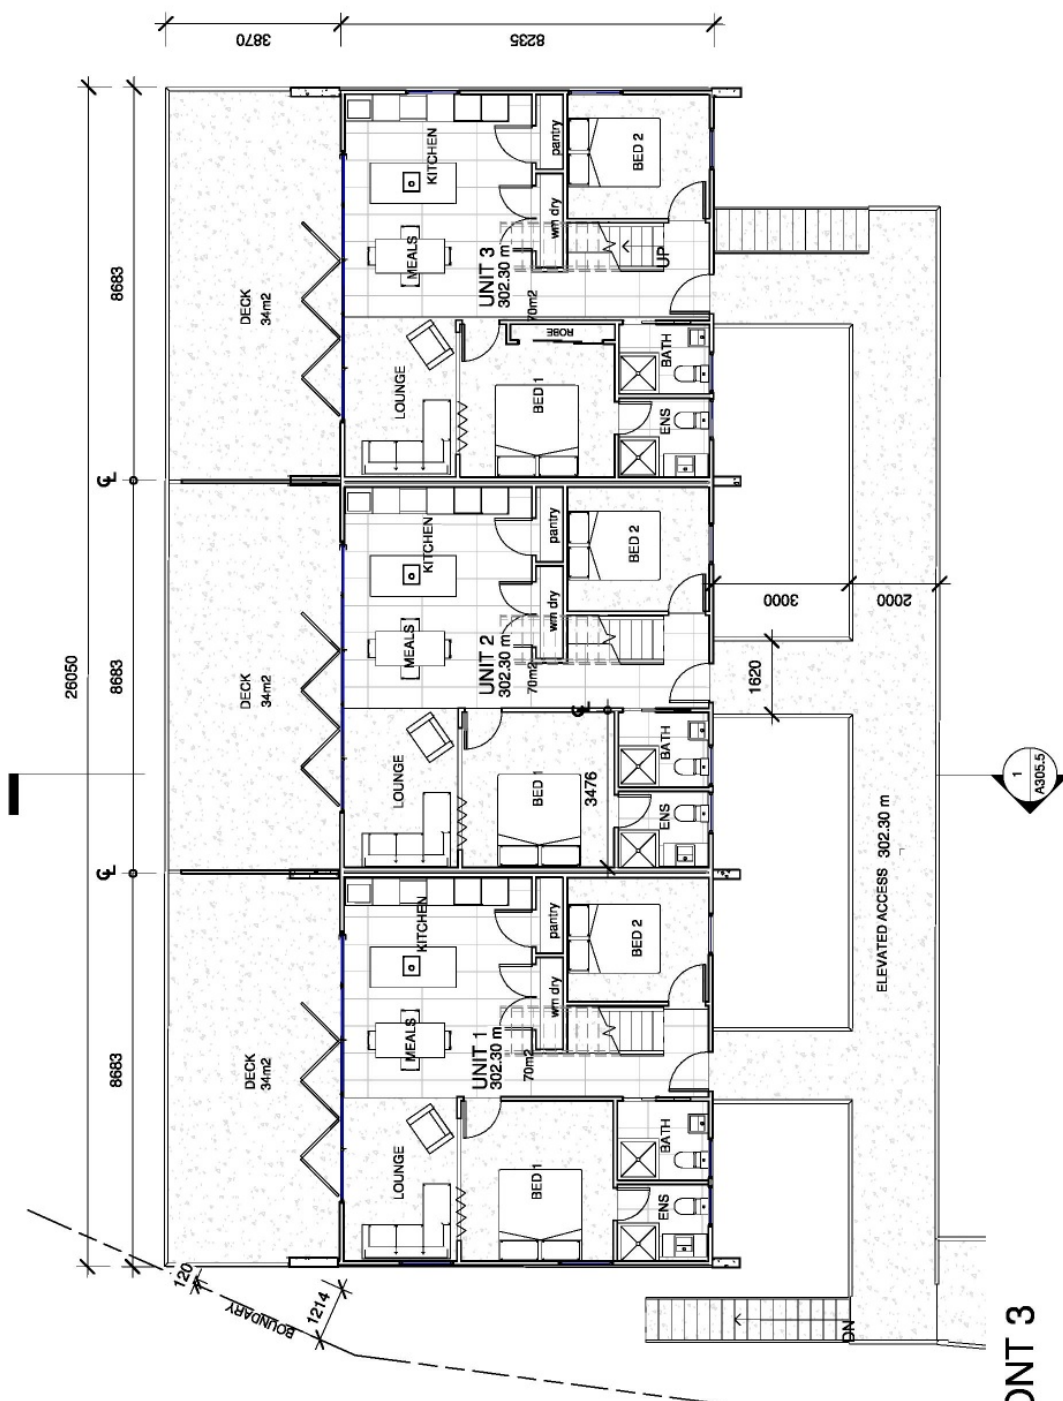 3870
8235
26050
8683
8683
8683
DECK
34m2
KITCHEN
MEALS
LOUNGE
UNIT 3
302.30 m
70m2
pantry
wm dry
BED 2
UP
ROBE
BED 1
BATH
ENS
CL
DECK
34m2
KITCHEN
MEALS
LOUNGE
UNIT 2
302.30 m
70m2
pantry
wm dry
BED 2
CL
BED 1
3476
BATH
ENS
3000
2000
1620
CL
DECK
34m2
KITCHEN
MEALS
LOUNGE
UNIT 1
302.30 m
70m2
pantry
wm dry
BED 2
BED 1
BATH
ENS
ELEVATED ACCESS 302.30 m
1
A305.5
120
1214
BOUNDARY
DN
ONT 3